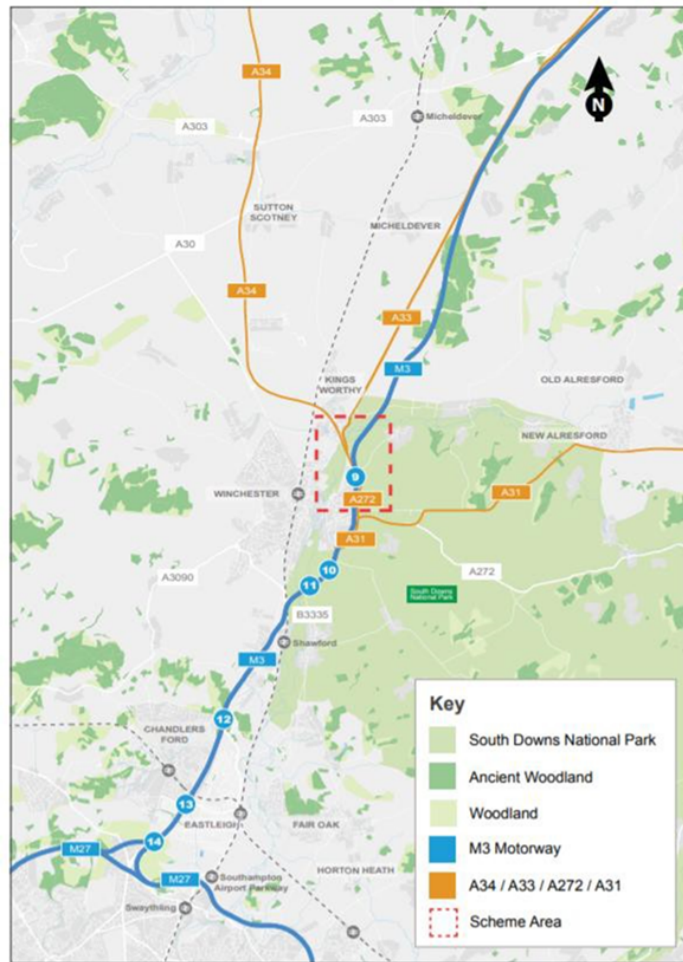 A34
N
A303
A303
Micheldever
SUTTON
SCOTNEY
MICHELDEVER
A30
A34
A33
M3
KINGS
WORTHY
OLD ALRESFORD
NEW ALRESFORD
9
WINCHESTER
A272
A31
A31
10
A272
A3090
11
South Downs
National Park
B3335
Shawford
M3
12
CHANDLERS
FORD
13
EASTLEIGH
FAIR OAK
14
M27
M27
Southampton
Airport Parkway
HORTON HEATH
Swaythling
Key
South Downs National Park
Ancient Woodland
Woodland
M3 Motorway
A34 / A33 / A272 / A31
Scheme Area